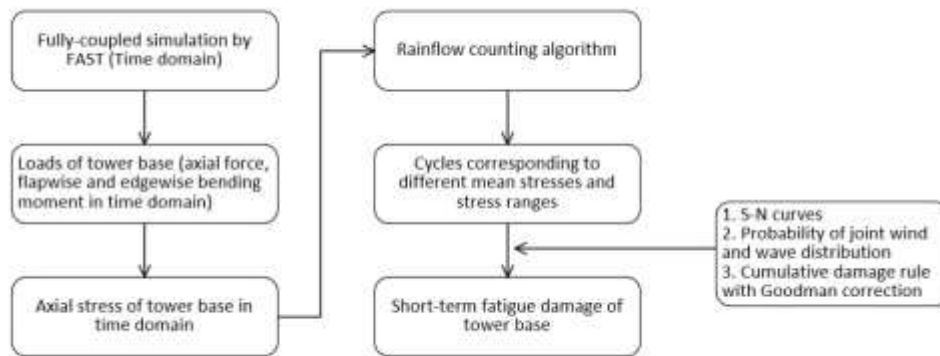 Fully-coupled simulation by
FAST (Time domain)
Loads of tower base (axial force,
flapwise and edgewise bending
moment in time domain)
Axial stress of tower base in
time domain
Rainflow counting algorithm
Cycles corresponding to
different mean stresses and
stress ranges
1. S-N curves
2. Probability of joint wind
and wave distribution
3. Cumulative damage rule
with Goodman correction
Short-term fatigue damage of
tower base